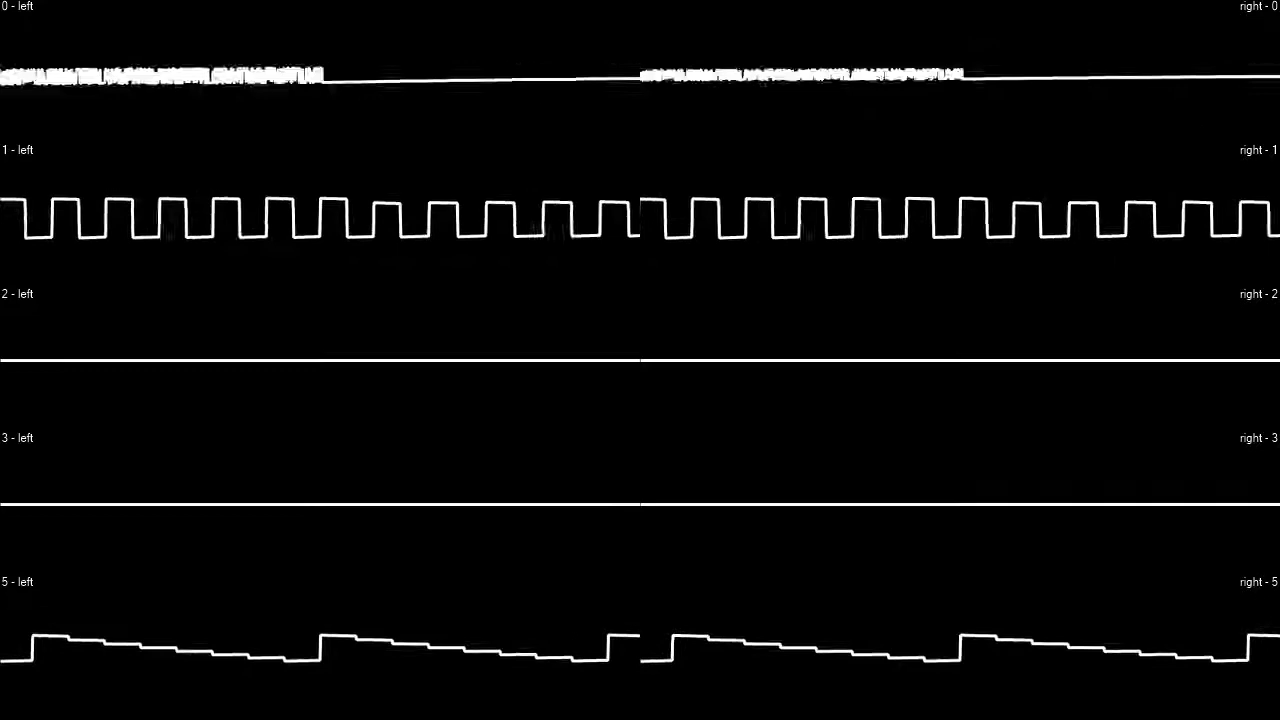 0 - left
right - 0
1 - left
right - 1
2 - left
right - 2
3 - left
right - 3
5 - left
right - 5